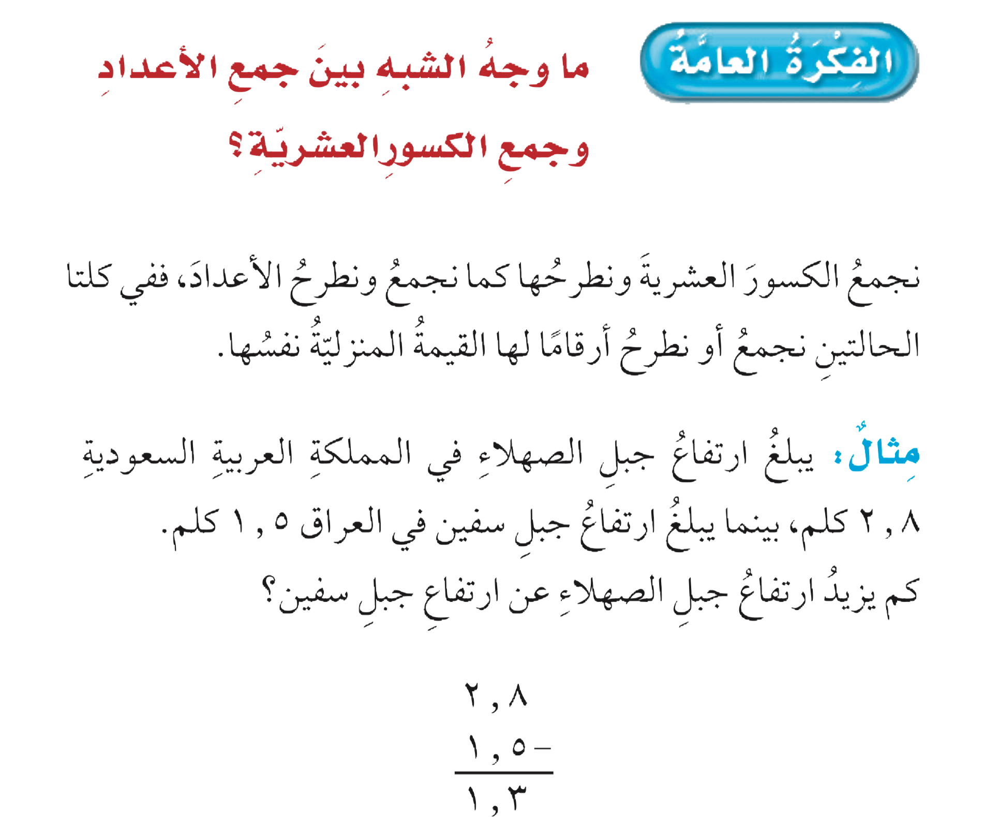 الفِكْرَةُ العامَّةُ
ما وجهُ الشبهِ بينَ جمعِ الأعدادِ
وجمعِ الكسورِ العشريّةِ؟
نجمعُ الكسورَ العشريةَ ونطرحُها كما نجمعُ ونطرحُ الأعدادَ، ففي كلتا
الحالتينِ نجمعُ أو نطرحُ أرقامًا لها القيمةُ المنزليّةُ نفسُها.
مِثالٌ: يبلغُ ارتفاعُ جبلِ الصهلاءِ في المملكةِ العربيةِ السعوديةِ
٢,٨ كلم، بينما يبلغُ ارتفاعُ جبلِ سفين في العراق ١,٥ كلم.
كم يزيدُ ارتفاعُ جبلِ الصهلاءِ عن ارتفاعِ جبلِ سفين؟
٢,٨
١,٥ –
١,٣